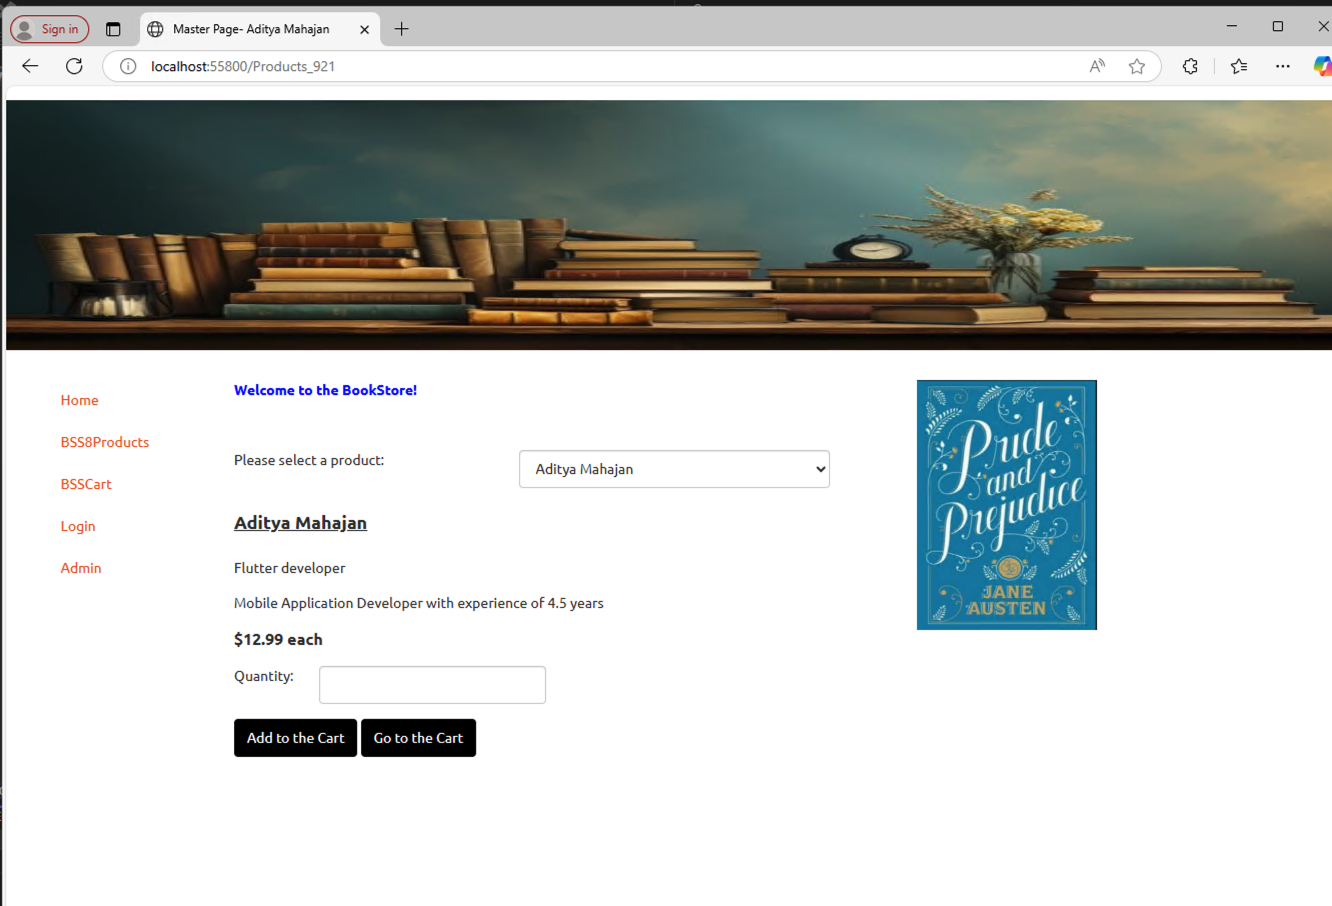 Sign in
Master Page- Aditya Mahajan
localhost:55800/Products_921
Home
BSS8Products
BSSCart
Login
Admin
Welcome to the BookStore!
Please select a product:
Aditya Mahajan
Aditya Mahajan
Flutter developer
Mobile Application Developer with experience of 4.5 years
$12.99 each
Quantity:
Add to the Cart
Go to the Cart
Pride
and
Prejudice
JANE
AUSTEN